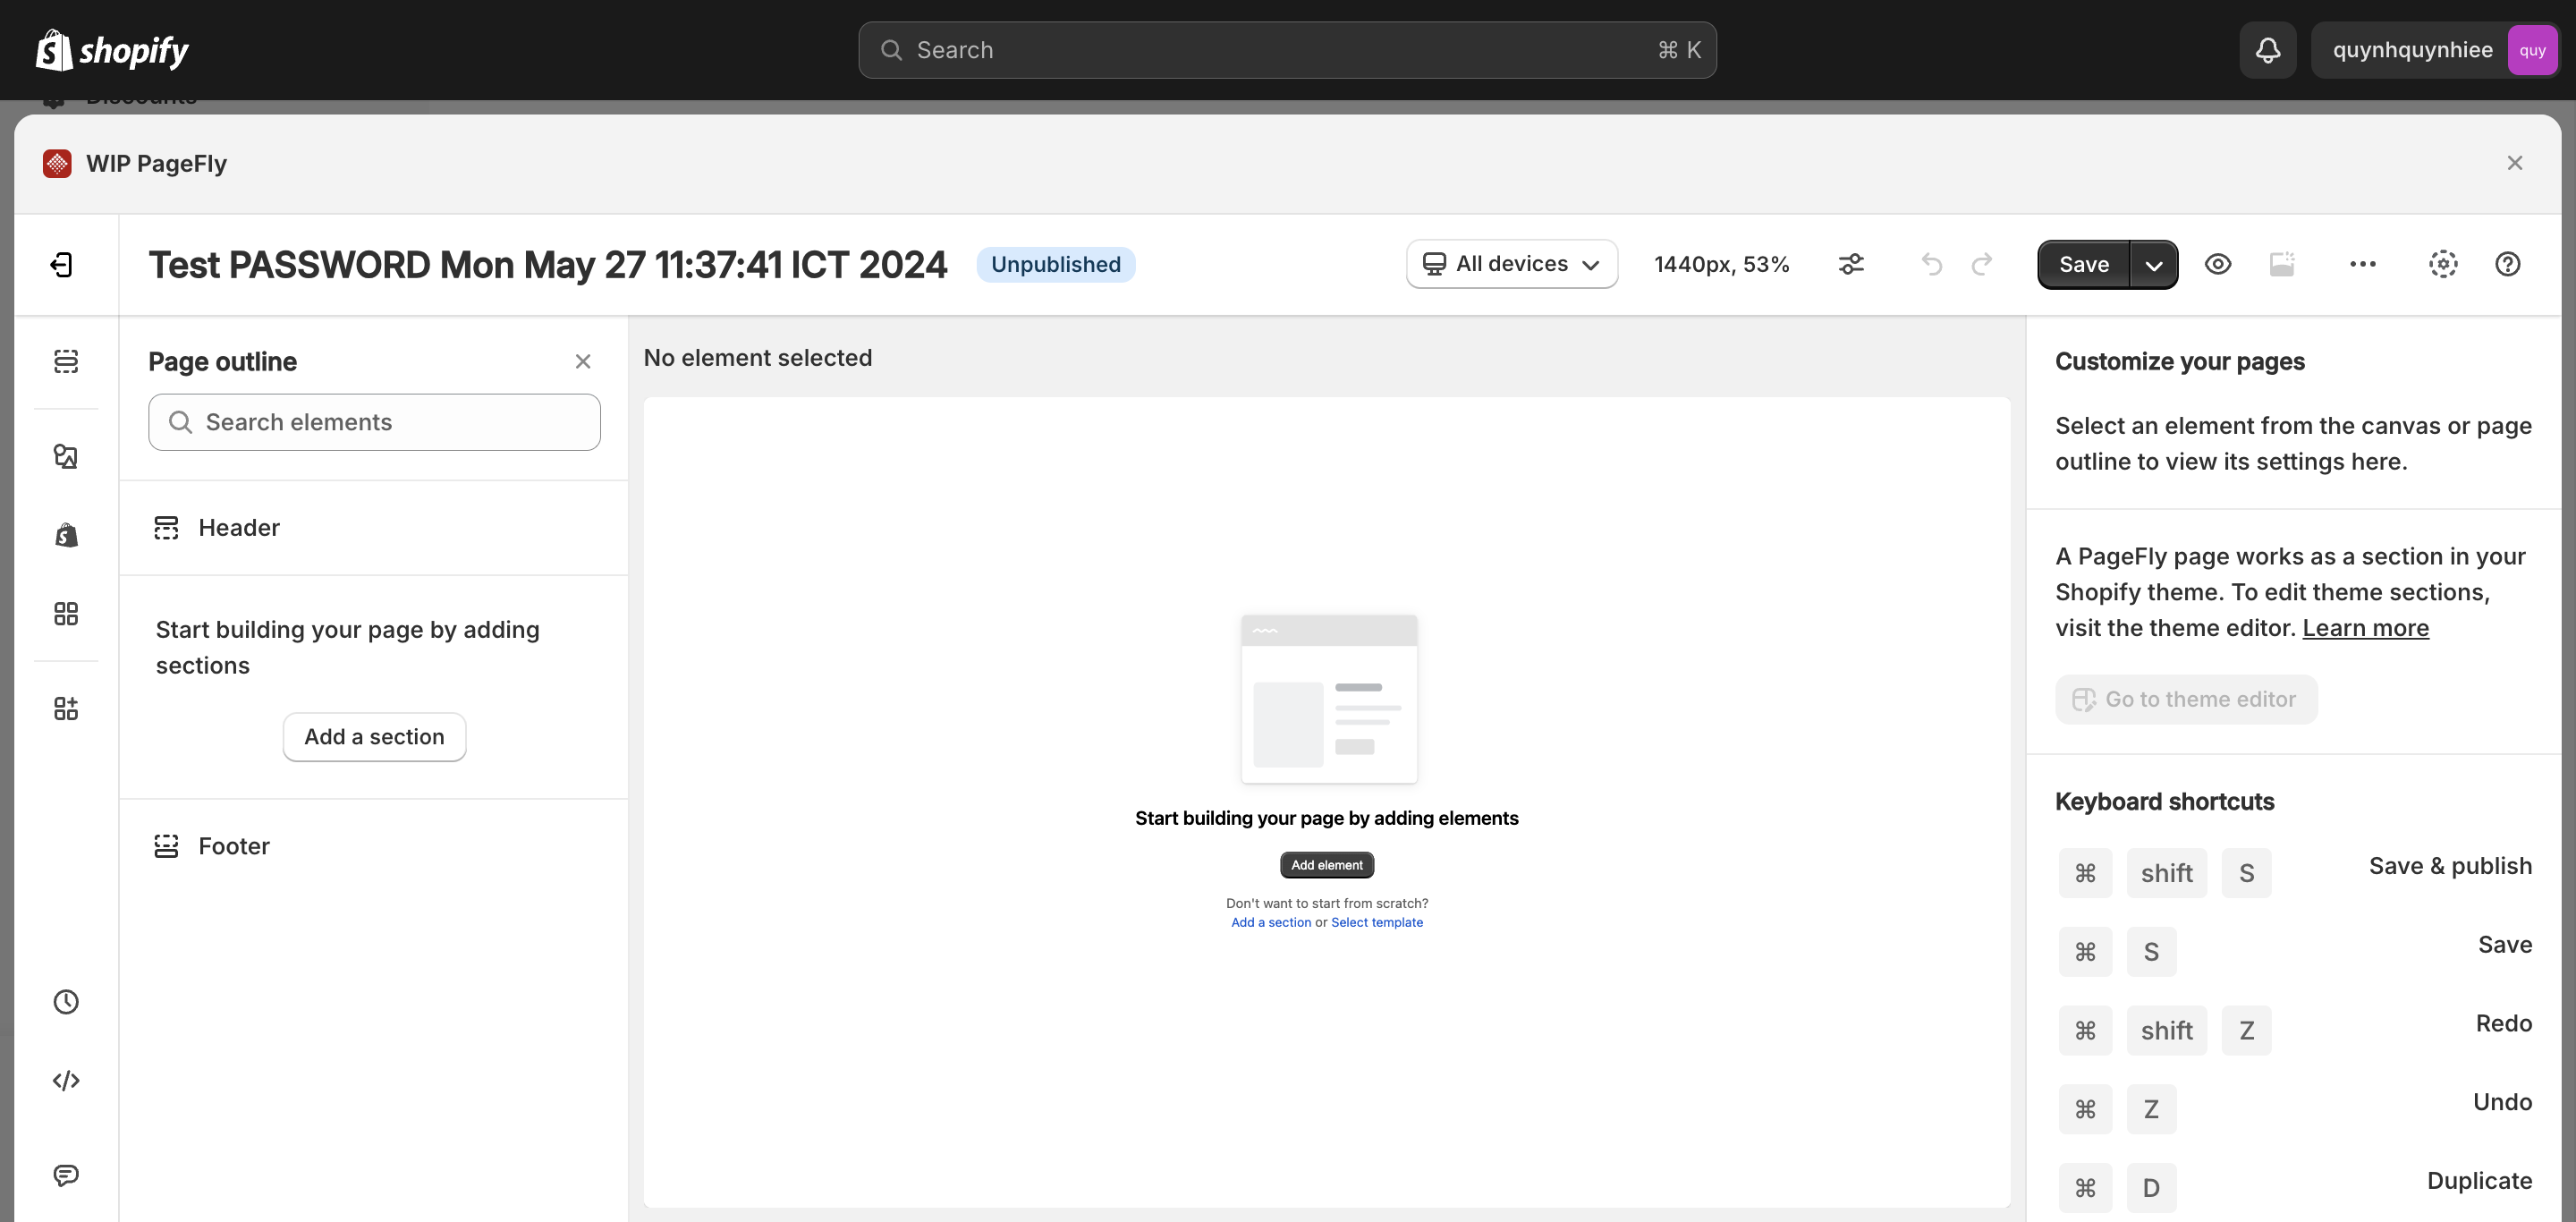 shopify
Search
⌘ K
quynhquynhiee
quy
Discounts
WIP PageFly
Test PASSWORD Mon May 27 11:37:41 ICT 2024
Unpublished
All devices
1440px, 53%
Save
Page outline
Search elements
Header
Start building your page by adding
sections
Add a section
Footer
No element selected
Start building your page by adding elements
Add element
Don't want to start from scratch?
Add a section or Select template
Customize your pages
Select an element from the canvas or page
outline to view its settings here.
A PageFly page works as a section in your
Shopify theme. To edit theme sections,
visit the theme editor. Learn more
Go to theme editor
Keyboard shortcuts
⌘ shift S Save & publish
⌘ S Save
⌘ shift Z Redo
⌘ Z Undo
⌘ D Duplicate